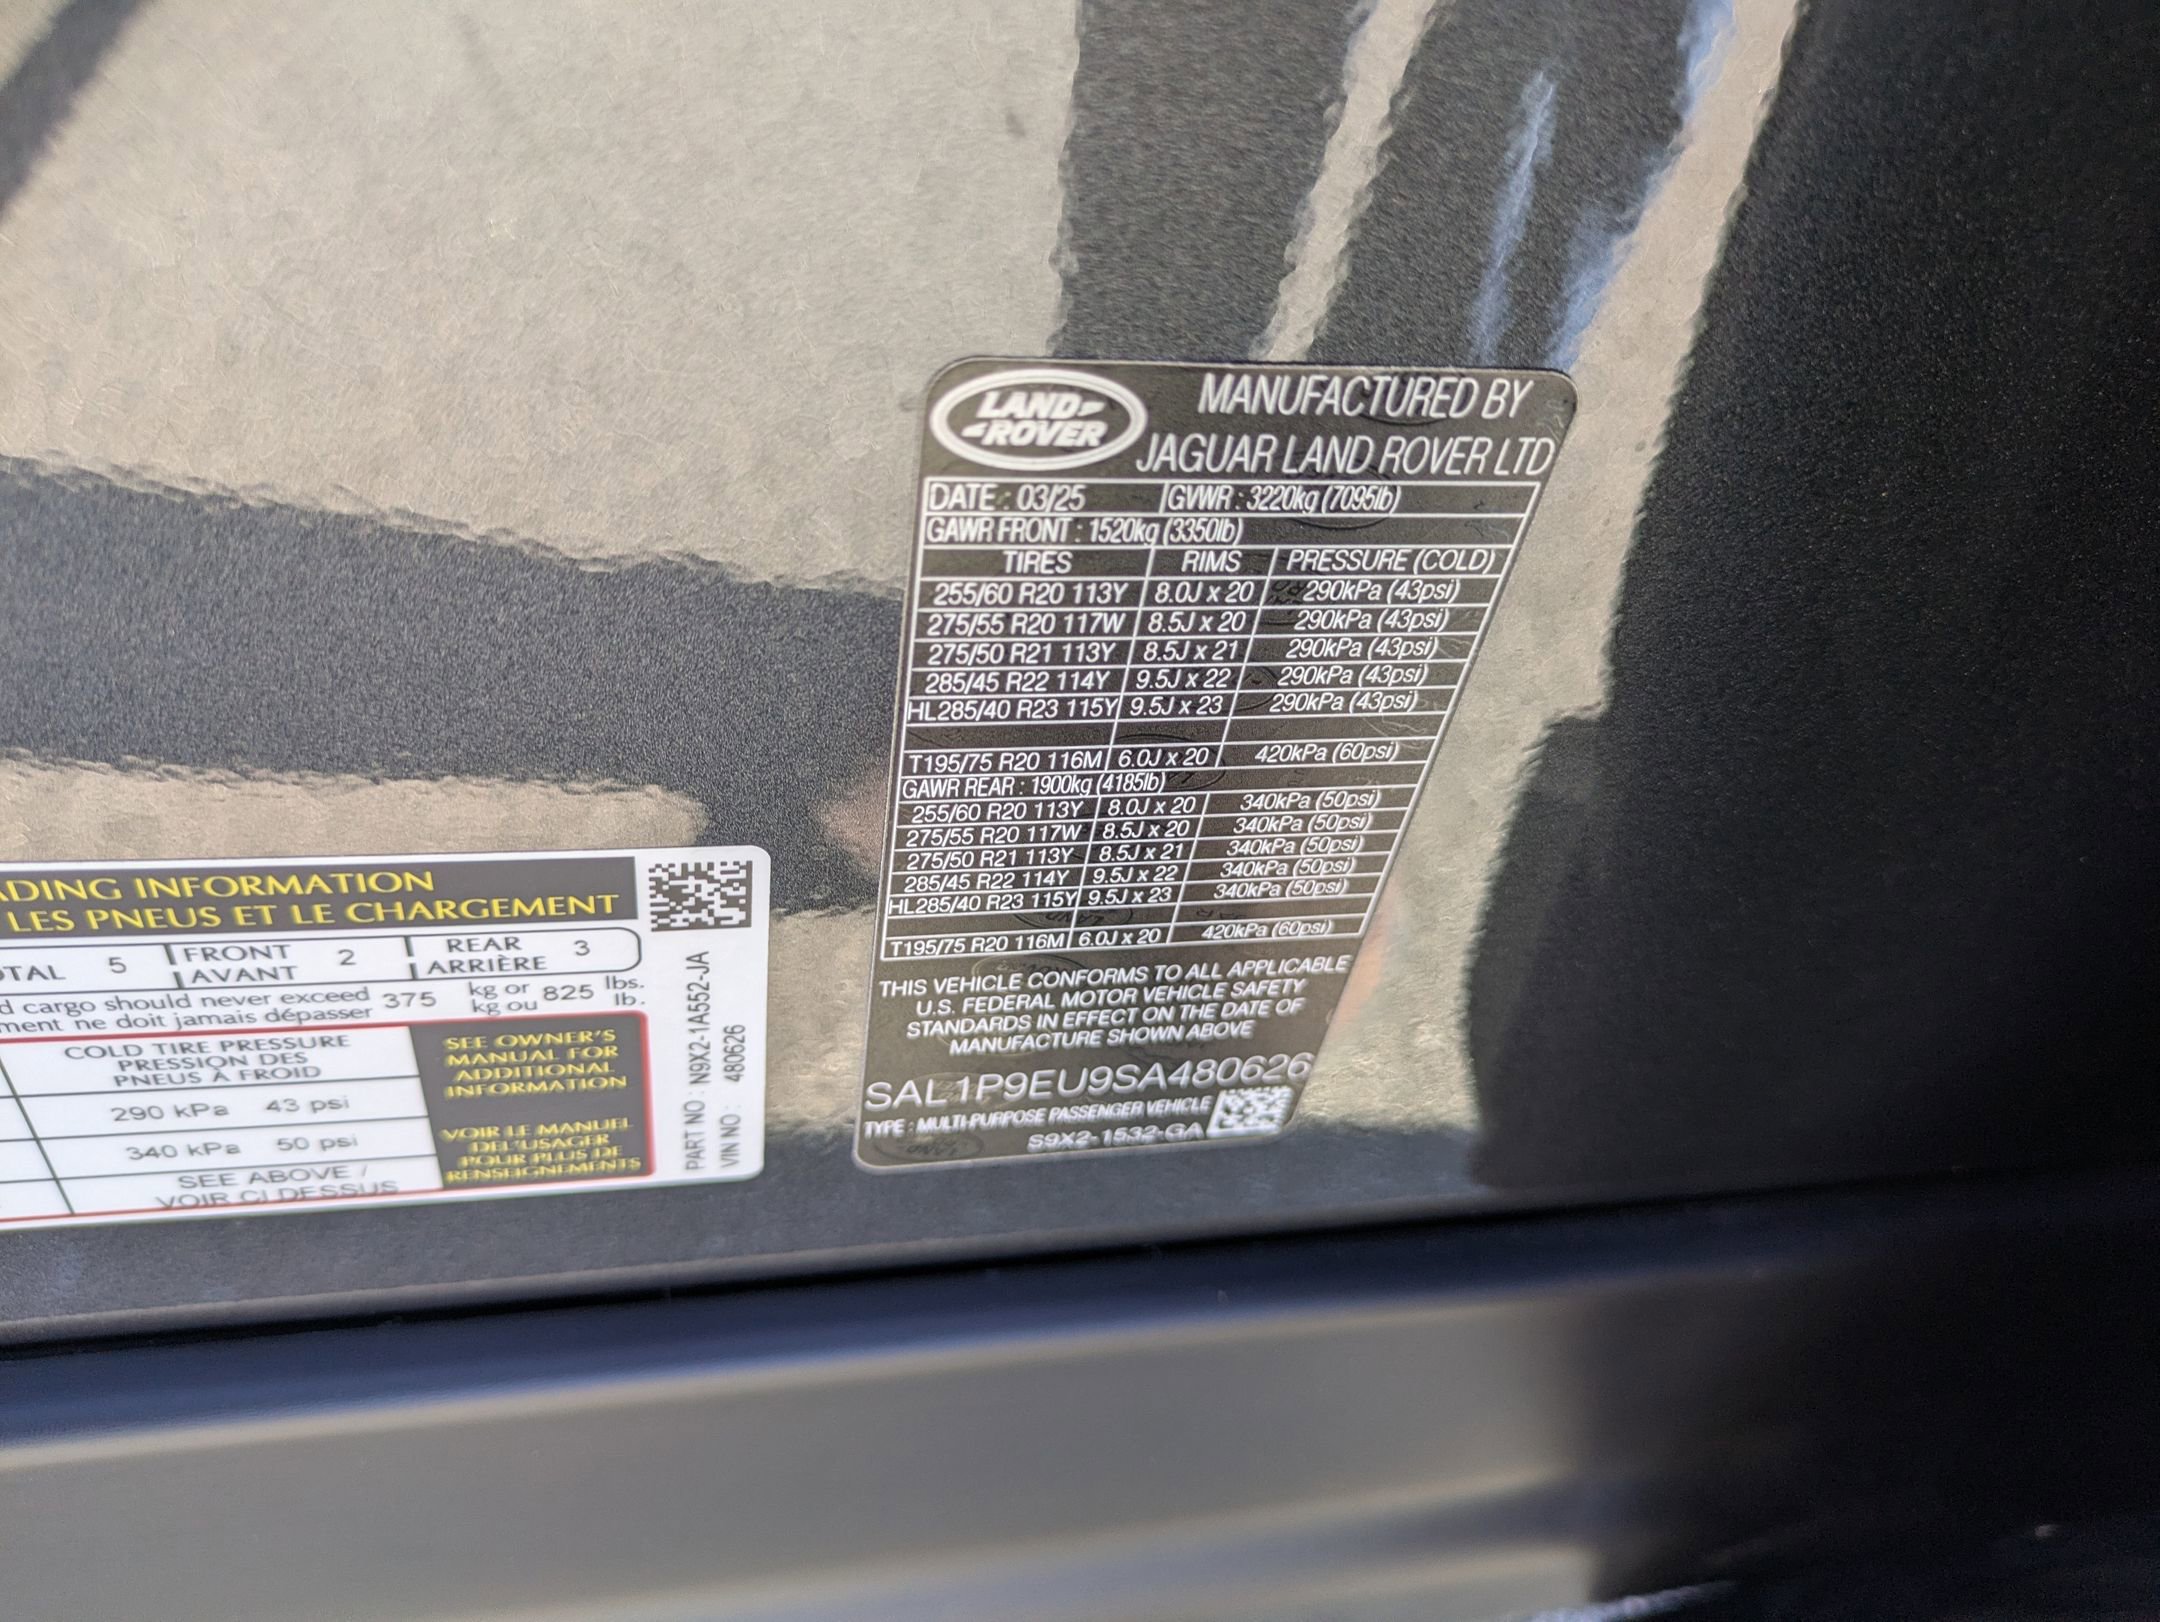 LAND-
-ROVER
MANUFACTURED BY
JAGUAR LAND ROVER LTD
DATE : 03/25 GVWR : 3220kg (7095lb)
GAWR FRONT : 1520kg (3350lb)
TIRES RIMS PRESSURE (COLD)
255/60 R20 113Y 8.0J x 20 290kPa (43psi)
275/55 R20 117W 8.5J x 20 290kPa (43psi)
275/50 R21 113Y 8.5J x 21 290kPa (43psi)
285/45 R22 114Y 9.5J x 22 290kPa (43psi)
HL285/40 R23 115Y 9.5J x 23 290kPa (43psi)
T195/75 R20 116M 6.0J x 20 420kPa (60psi)
GAWR REAR : 1900kg (4185lb)
255/60 R20 113Y 8.0J x 20 340kPa (50psi)
275/55 R20 117W 8.5J x 20 340kPa (50psi)
275/50 R21 113Y 8.5J x 21 340kPa (50psi)
285/45 R22 114Y 9.5J x 22 340kPa (50psi)
HL285/40 R23 115Y 9.5J x 23 340kPa (50psi)
T195/75 R20 116M 6.0J x 20 420kPa (60psi)
THIS VEHICLE CONFORMS TO ALL APPLICABLE
U.S. FEDERAL MOTOR VEHICLE SAFETY
STANDARDS IN EFFECT ON THE DATE OF
MANUFACTURE SHOWN ABOVE
SAL1P9EU9SA480626
TYPE : MULTI-PURPOSE PASSENGER VEHICLE
S9X2-1532-GA
ADING INFORMATION
LES PNEUS ET LE CHARGEMENT
OTAL 5 FRONT 2 REAR 3
AVANT ARRIÈRE
d cargo should never exceed 375 kg or 825 lbs.
ment ne doit jamais dépasser kg ou lb.
COLD TIRE PRESSURE
PRESSION DES
PNEUS À FROID
290 kPa 43 psi
340 kPa 50 psi
SEE ABOVE /
VOIR CI DESSUS
SEE OWNER'S
MANUAL FOR
ADDITIONAL
INFORMATION
VOIR LE MANUEL
DEL'USAGER
POUR PLUS DE
RENSEIGNEMENTS
PART NO : N9X2-1A552-JA
VIN NO : 480626